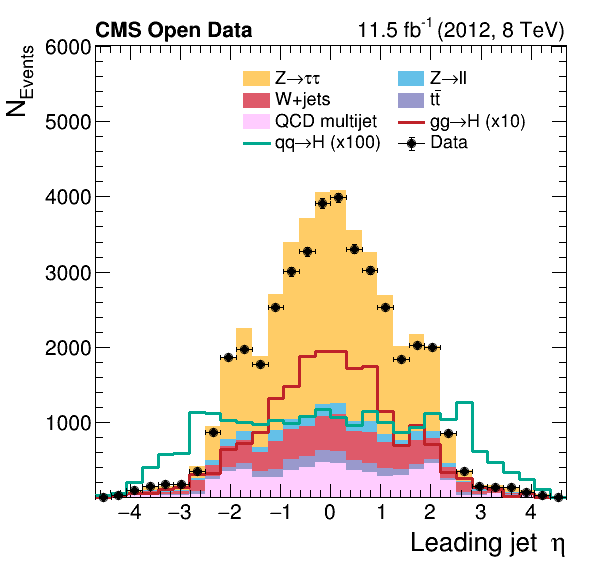 CMS Open Data 11.5 fb⁻¹ (2012, 8 TeV)
N_Events
6000
5000
4000
3000
2000
1000
Z→ττ Z→ll
W+jets tt̄
QCD multijet gg→H (x10)
qq→H (x100) Data
−4 −3 −2 −1 0 1 2 3 4
Leading jet η